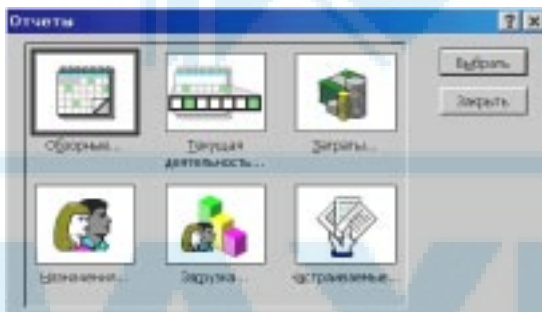 Отчеты
Выбрать
Закрыть
Обзорные...
Текущая
деятельность...
Затраты...
Назначения...
Загрузка...
Настраиваемые...